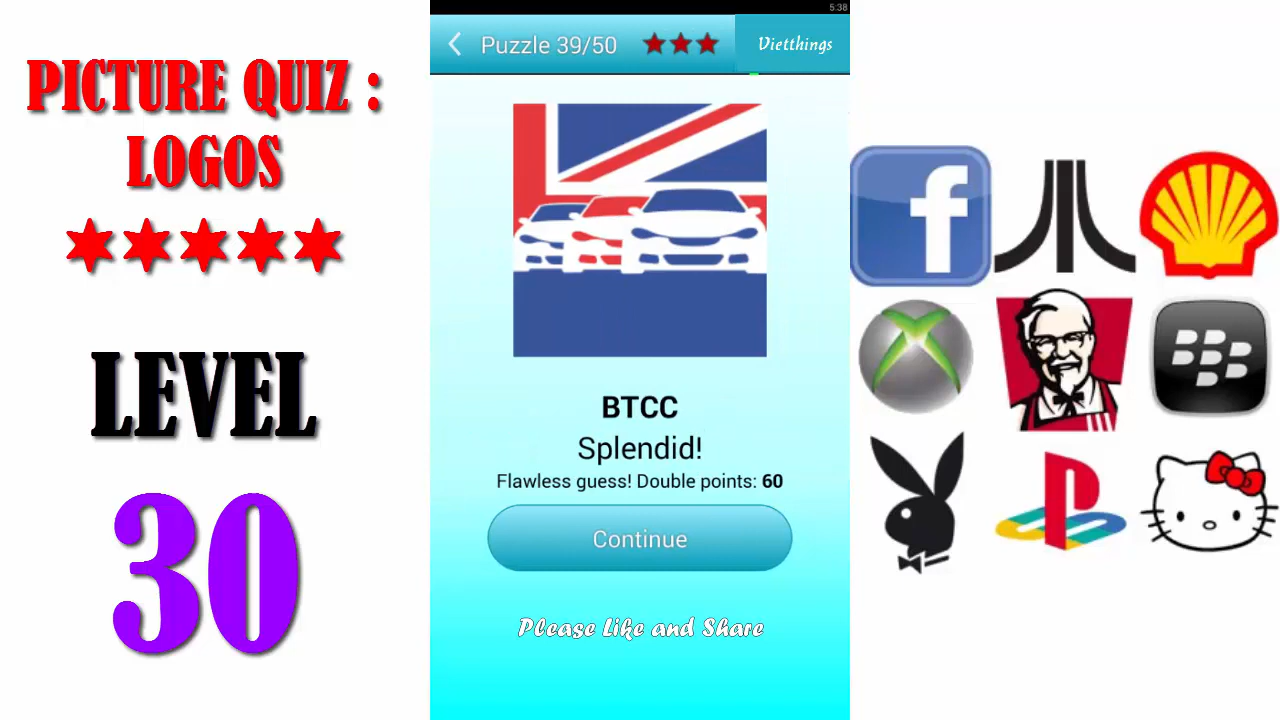 PICTURE QUIZ :
LOGOS
LEVEL
30
5:38
Puzzle 39/50
Vietthings
BTCC
Splendid!
Flawless guess! Double points: 60
Continue
Please Like and Share
f